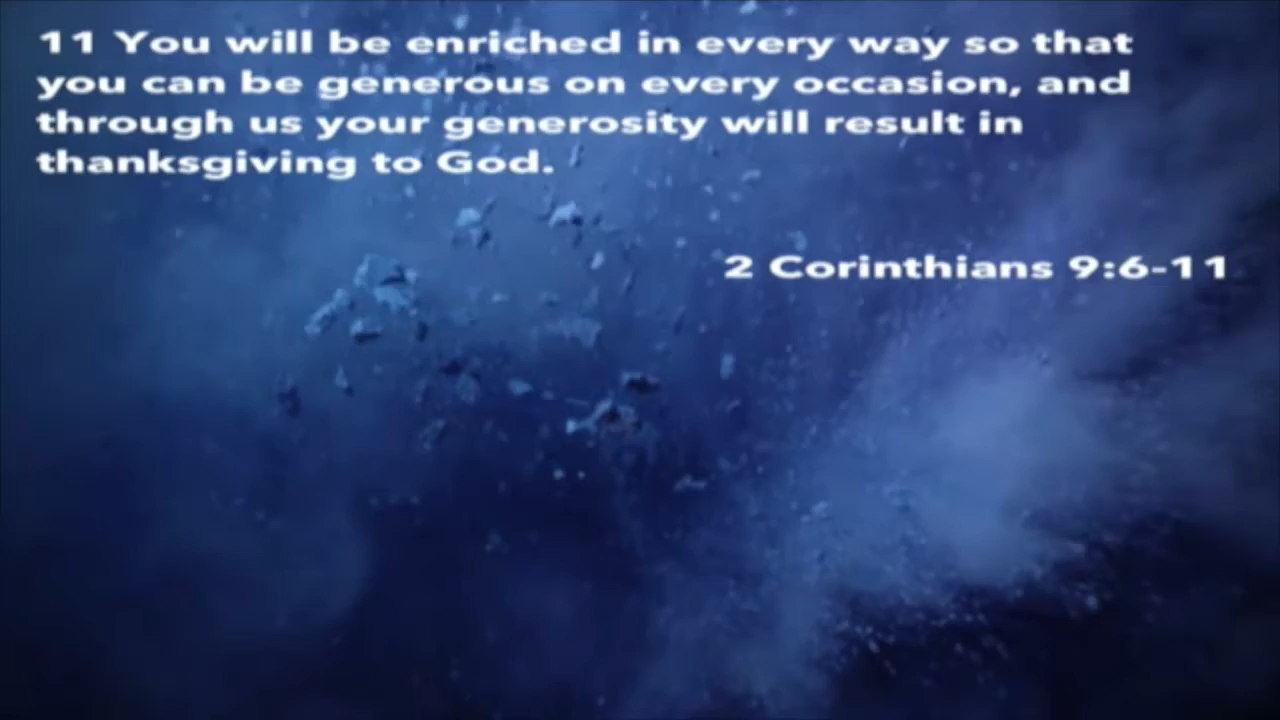 11 You will be enriched in every way so that
you can be generous on every occasion, and
through us your generosity will result in
thanksgiving to God.
2 Corinthians 9:6-11